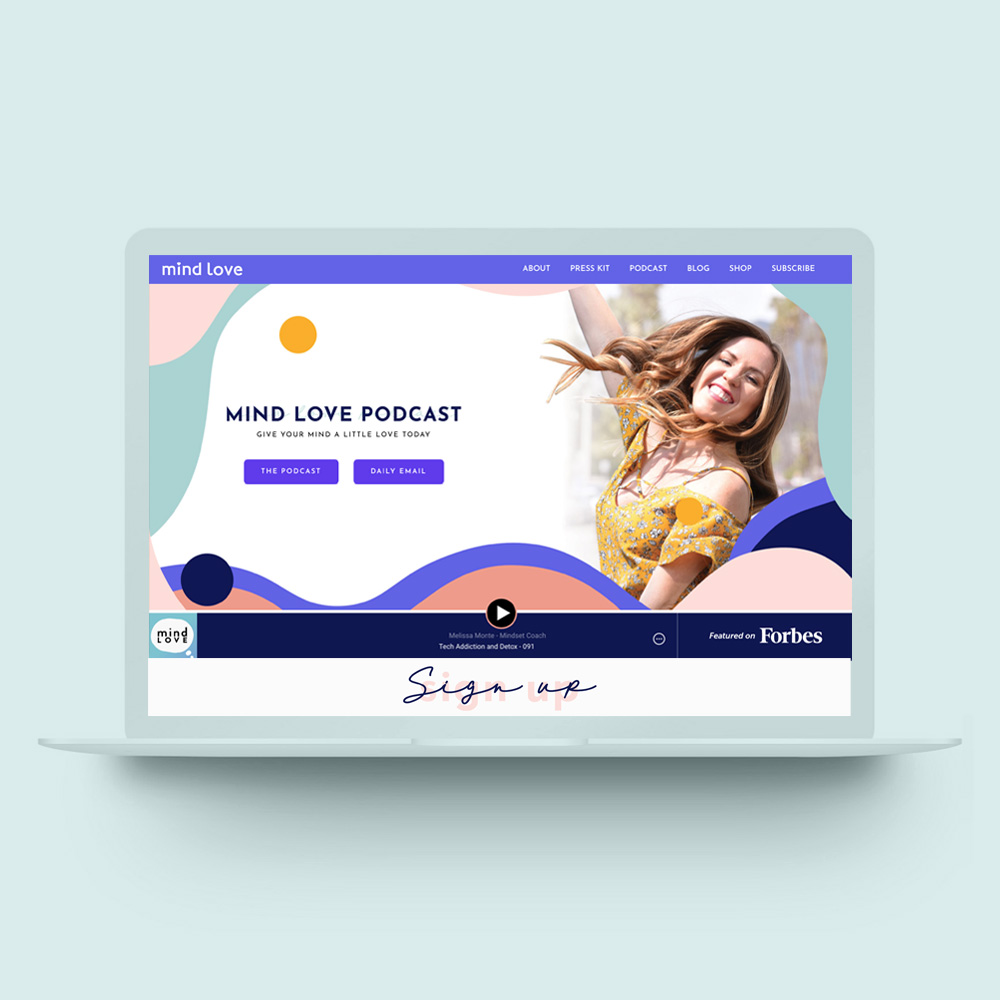 mind love
ABOUT PRESS KIT PODCAST BLOG SHOP SUBSCRIBE
MIND LOVE PODCAST
GIVE YOUR MIND A LITTLE LOVE TODAY
THE PODCAST DAILY EMAIL
mind
LOVE
Melissa Monte - Mindset Coach
Tech Addiction and Detox - 091
Featured on Forbes
sign up
Sign up